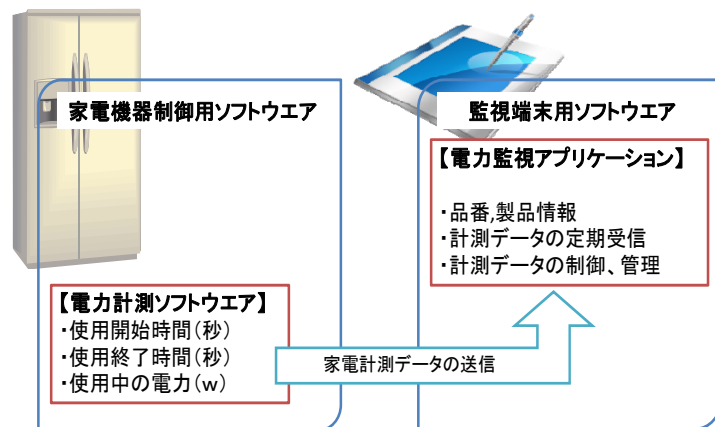 家電機器制御用ソフトウエア
監視端末用ソフトウエア
【電力監視アプリケーション】
・品番,製品情報
・計測データの定期受信
・計測データの制御、管理
【電力計測ソフトウエア】
・使用開始時間(秒)
・使用終了時間(秒)
・使用中の電力(w)
家電計測データの送信